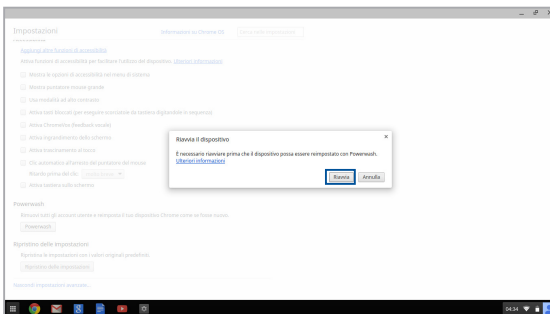 Impostazioni
Informazioni su Chrome OS
Aggiungi altre funzioni di accessibilità
Attiva funzioni di accessibilità per facilitare l'utilizzo del dispositivo. Ulteriori informazioni
Mostra le opzioni di accessibilità nel menu di sistema
Mostra puntatore mouse grande
Usa modalità ad alto contrasto
Attiva tasti bloccati (per eseguire scorciatoie da tastiera digitandole in sequenza)
Attiva ChromeVox (feedback vocale)
Attiva ingrandimento dello schermo
Attiva trascinamento al tocco
Clic automatico all'arresto del puntatore del mouse
Ritardo prima del clic:
Attiva tastiera sullo schermo
Riavvia il dispositivo
×
È necessario riavviare prima che il dispositivo possa essere reimpostato con Powerwash.
Ulteriori informazioni
Riavvia
Annulla
Powerwash
Rimuovi tutti gli account utente e reimposta il tuo dispositivo Chrome come se fosse nuovo.
Powerwash
Ripristino delle impostazioni
Ripristina le impostazioni con i valori originali predefiniti.
Ripristino delle impostazioni
Nascondi impostazioni avanzate...
04:34